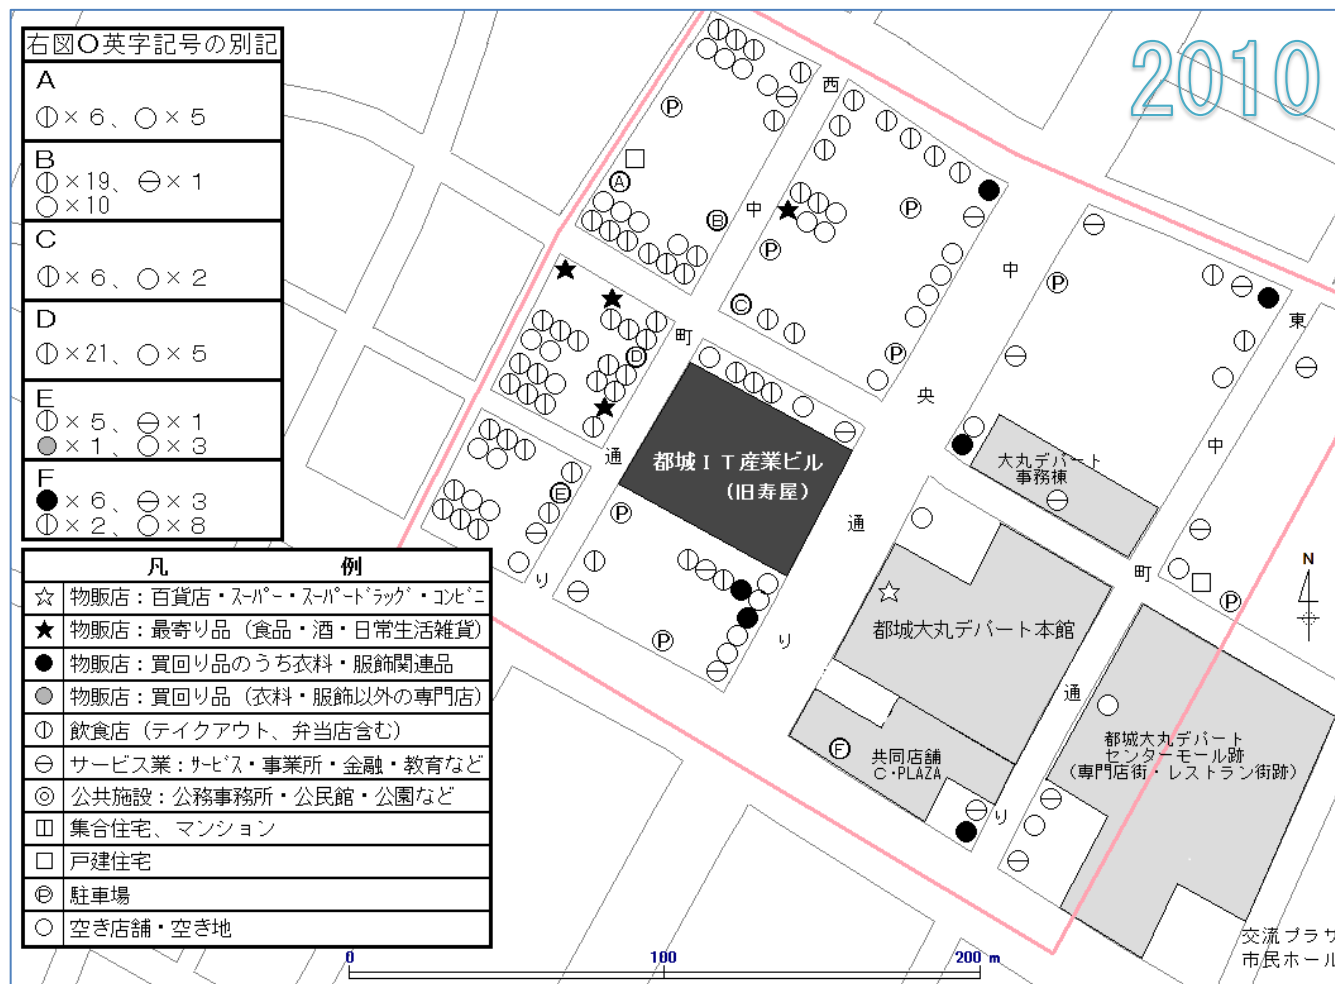 2010
右図〇英字記号の別記
A
⦶×6、○×5
B
⦶×19、⊖×1
○×10
C
⦶×6、○×2
D
⦶×21、○×5
E
⦶×5、⊖×1
●×1、○×3
F
●×6、⊖×3
⦶×2、○×8
凡 例
☆ 物販店：百貨店・スーパー・スーパードラッグ・コンビニ
★ 物販店：最寄り品（食品・酒・日常生活雑貨）
● 物販店：買回り品のうち衣料・服飾関連品
● 物販店：買回り品（衣料・服飾以外の専門店）
⦶ 飲食店（テイクアウト、弁当店含む）
⊖ サービス業：サービス・事業所・金融・教育など
◎ 公共施設：公務事務所・公民館・公園など
集合住宅、マンション
□ 戸建住宅
Ⓟ 駐車場
○ 空き店舗・空き地
西中町通り
中央通り
東中町通り
A
B
C
D
E
F
P
P
P
P
P
P
P
P
都城ＩＴ産業ビル
（旧寿屋）
大丸デパート
事務棟
都城大丸デパート本館
共同店舗
C・PLAZA
都城大丸デパート
センターモール跡
（専門店街・レストラン街跡）
交流プラザ
市民ホール
N
0 100 200 m